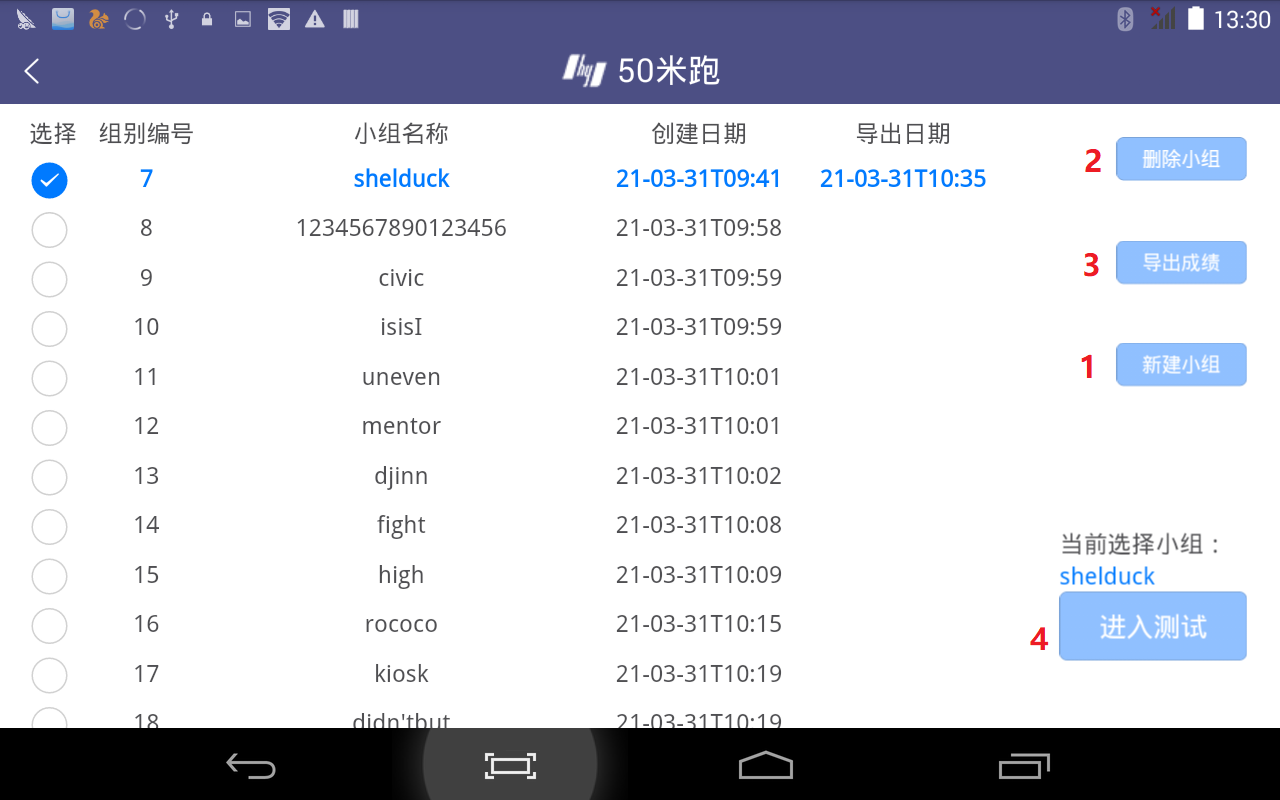 13:30
hy 50米跑
选择 组别编号 小组名称 创建日期 导出日期
7 shelduck 21-03-31T09:41 21-03-31T10:35
8 1234567890123456 21-03-31T09:58
9 civic 21-03-31T09:59
10 isisI 21-03-31T09:59
11 uneven 21-03-31T10:01
12 mentor 21-03-31T10:01
13 djinn 21-03-31T10:02
14 fight 21-03-31T10:08
15 high 21-03-31T10:09
16 rococo 21-03-31T10:15
17 kiosk 21-03-31T10:19
18 didn'tbut 21-03-31T10:19
2 删除小组
3 导出成绩
1 新建小组
当前选择小组：
shelduck
4 进入测试